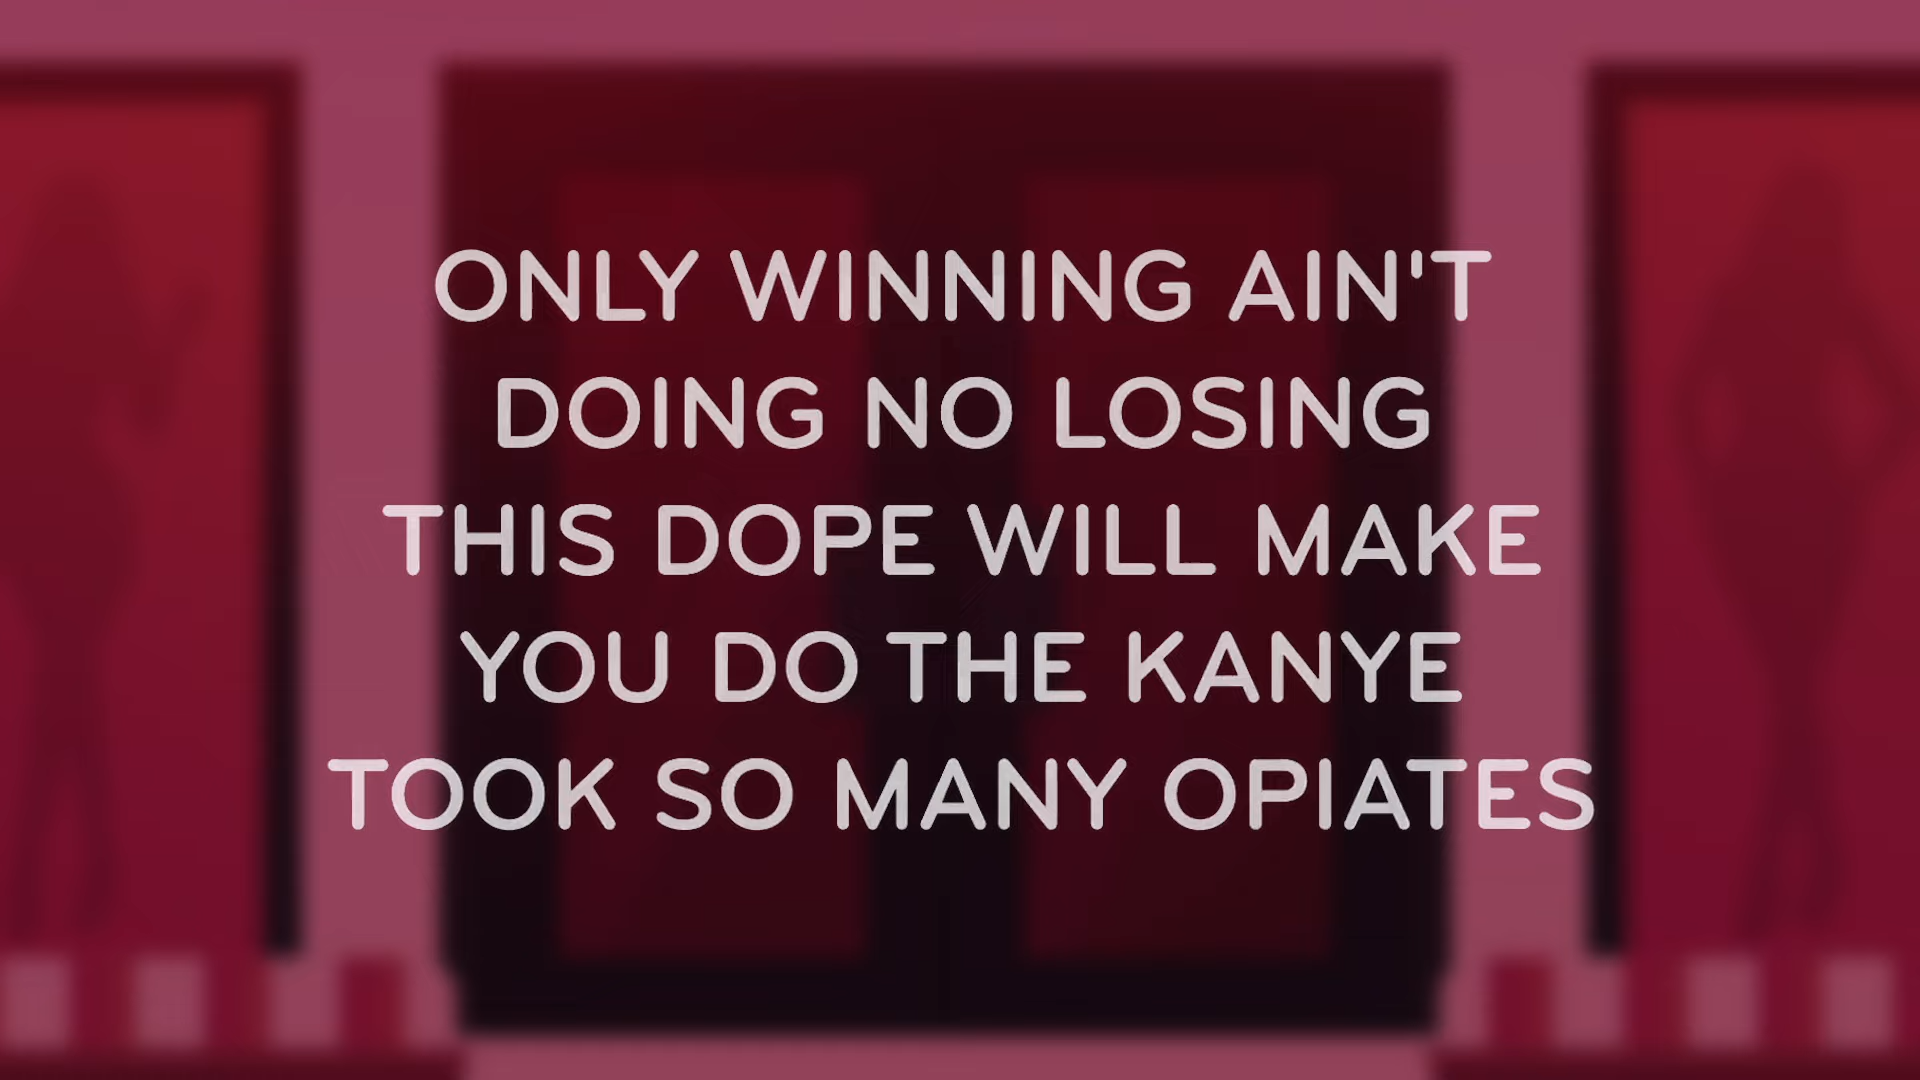 ONLY WINNING AIN'T
DOING NO LOSING
THIS DOPE WILL MAKE
YOU DO THE KANYE
TOOK SO MANY OPIATES